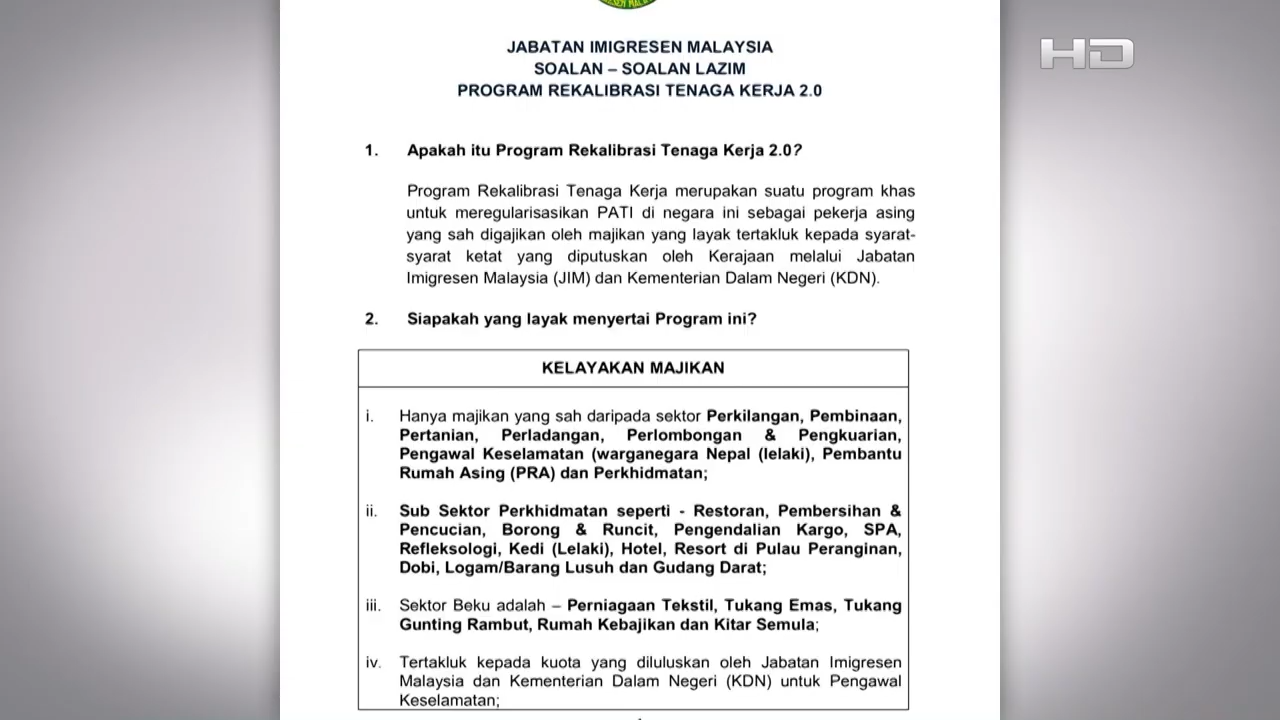 HD
JABATAN IMIGRESEN MALAYSIA
SOALAN – SOALAN LAZIM
PROGRAM REKALIBRASI TENAGA KERJA 2.0
1. Apakah itu Program Rekalibrasi Tenaga Kerja 2.0?
Program Rekalibrasi Tenaga Kerja merupakan suatu program khas
untuk meregularisasikan PATI di negara ini sebagai pekerja asing
yang sah digajikan oleh majikan yang layak tertakluk kepada syarat-
syarat ketat yang diputuskan oleh Kerajaan melalui Jabatan
Imigresen Malaysia (JIM) dan Kementerian Dalam Negeri (KDN).
2. Siapakah yang layak menyertai Program ini?
KELAYAKAN MAJIKAN
i. Hanya majikan yang sah daripada sektor Perkilangan, Pembinaan,
Pertanian, Perladangan, Perlombongan & Pengkuarian,
Pengawal Keselamatan (warganegara Nepal (lelaki), Pembantu
Rumah Asing (PRA) dan Perkhidmatan;
ii. Sub Sektor Perkhidmatan seperti - Restoran, Pembersihan &
Pencucian, Borong & Runcit, Pengendalian Kargo, SPA,
Refleksologi, Kedi (Lelaki), Hotel, Resort di Pulau Peranginan,
Dobi, Logam/Barang Lusuh dan Gudang Darat;
iii. Sektor Beku adalah – Perniagaan Tekstil, Tukang Emas, Tukang
Gunting Rambut, Rumah Kebajikan dan Kitar Semula;
iv. Tertakluk kepada kuota yang diluluskan oleh Jabatan Imigresen
Malaysia dan Kementerian Dalam Negeri (KDN) untuk Pengawal
Keselamatan;